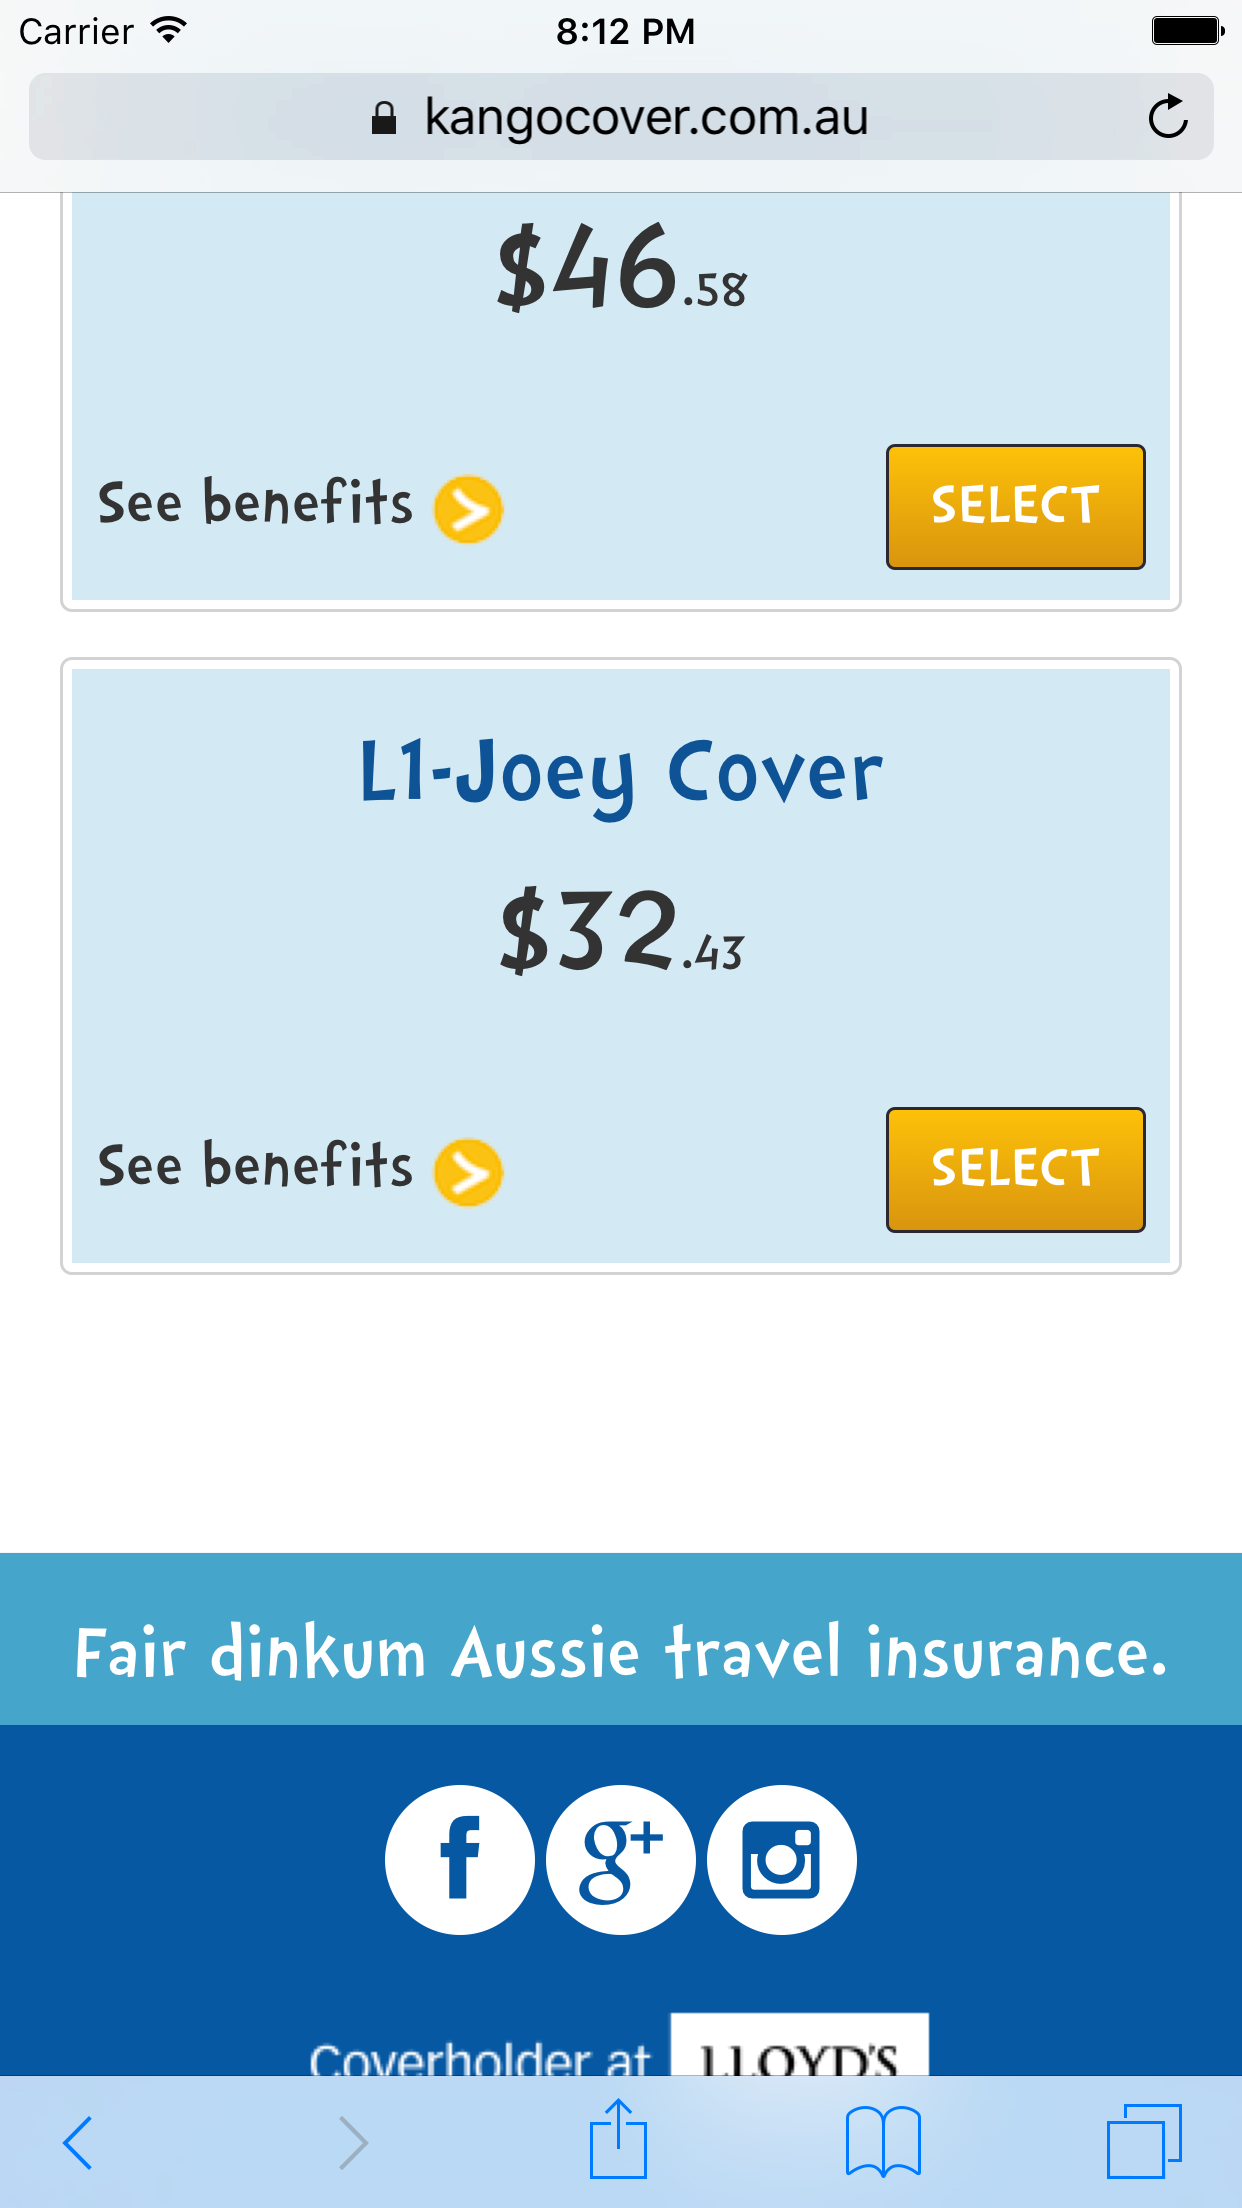 Carrier 8:12 PM
kangocover.com.au
$46.58
See benefits
SELECT
L1-Joey Cover
$32.43
See benefits
SELECT
Fair dinkum Aussie travel insurance.
f g+
Coverholder at LLOYD'S